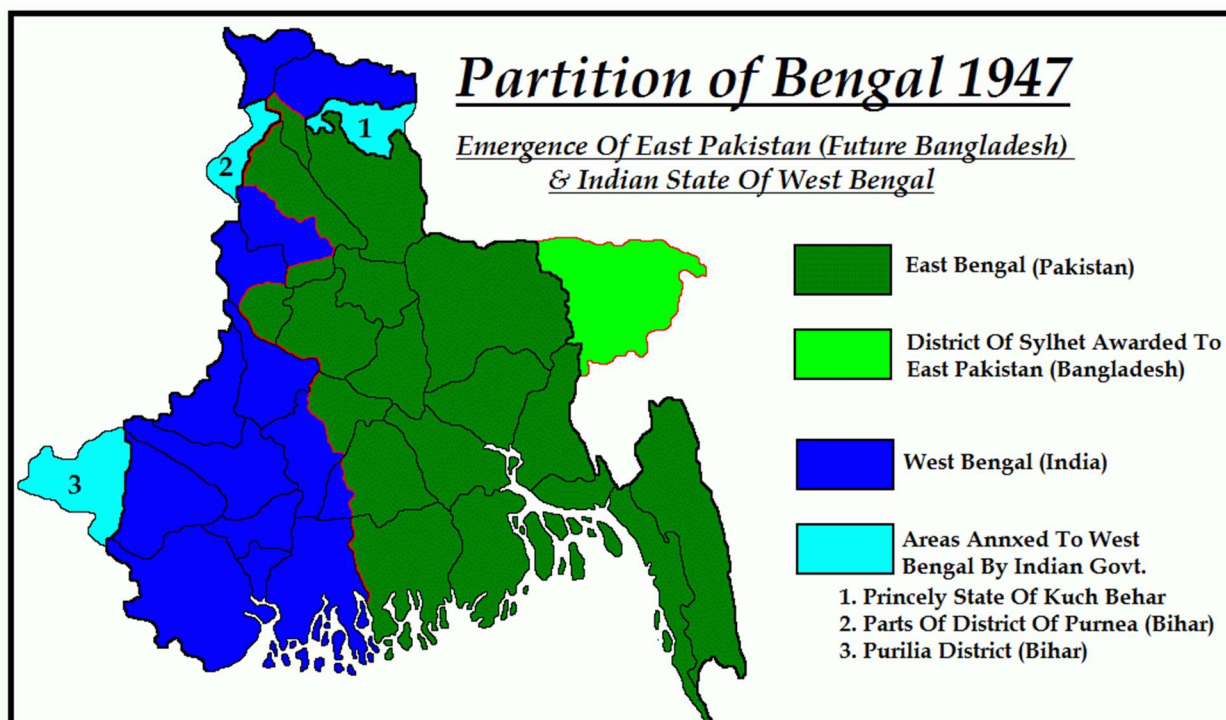 Partition of Bengal 1947
Emergence Of East Pakistan (Future Bangladesh)
& Indian State Of West Bengal
1
2
3
East Bengal (Pakistan)
District Of Sylhet Awarded To
East Pakistan (Bangladesh)
West Bengal (India)
Areas Annxed To West
Bengal By Indian Govt.
1. Princely State Of Kuch Behar
2. Parts Of District Of Purnea (Bihar)
3. Purilia District (Bihar)